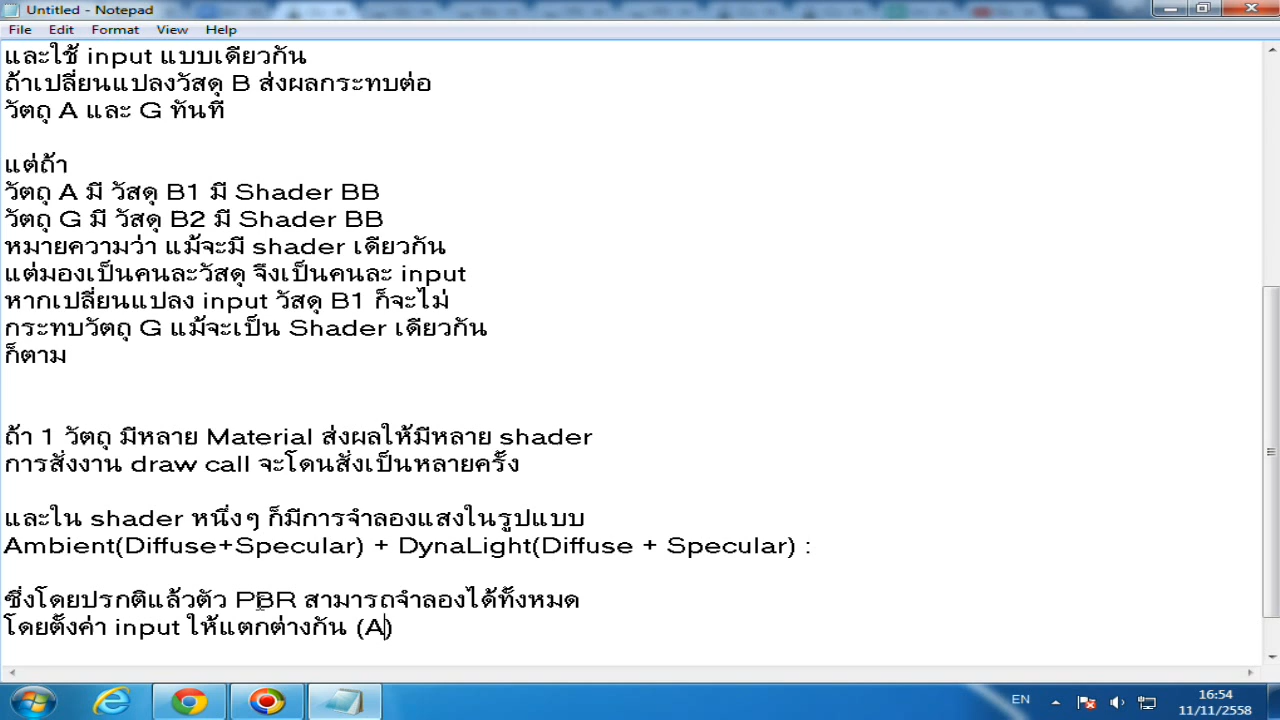 Untitled - Notepad
File Edit Format View Help
และใช้ input แบบเดียวกัน
ถ้าเปลี่ยนแปลงวัสดุ B ส่งผลกระทบต่อ
วัตถุ A และ G ทันที
แต่ถ้า
วัตถุ A มี วัสดุ B1 มี Shader BB
วัตถุ G มี วัสดุ B2 มี Shader BB
หมายความว่า แม้จะมี shader เดียวกัน
แต่มองเป็นคนละวัสดุ จึงเป็นคนละ input
หากเปลี่ยนแปลง input วัสดุ B1 ก็จะไม่
กระทบวัตถุ G แม้จะเป็น Shader เดียวกัน
ก็ตาม
ถ้า 1 วัตถุ มีหลาย Material ส่งผลให้มีหลาย shader
การสั่งงาน draw call จะโดนสั่งเป็นหลายครั้ง
และใน shader หนึ่งๆ ก็มีการจำลองแสงในรูปแบบ
Ambient(Diffuse+Specular) + DynaLight(Diffuse + Specular) :
ซึ่งโดยปรกติแล้วตัว PBR สามารถจำลองได้ทั้งหมด
โดยตั้งค่า input ให้แตกต่างกัน (A)
EN
16:54
11/11/2558